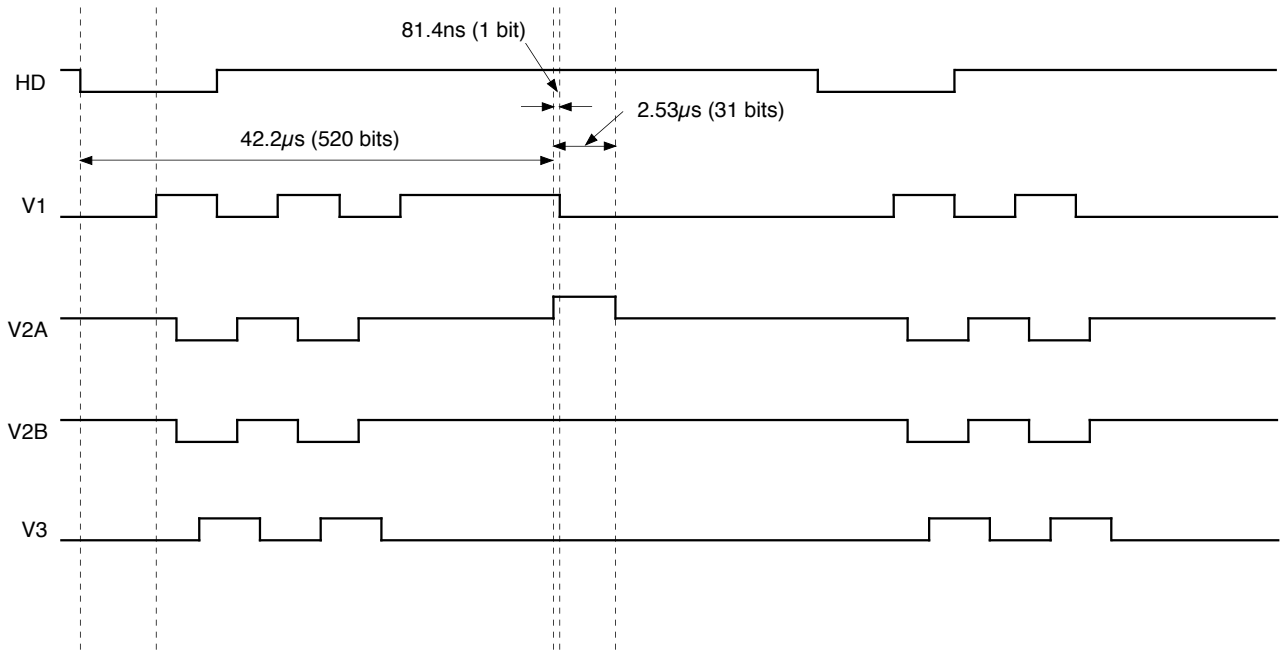 81.4ns (1 bit)
HD
2.53µs (31 bits)
42.2µs (520 bits)
V1
V2A
V2B
V3